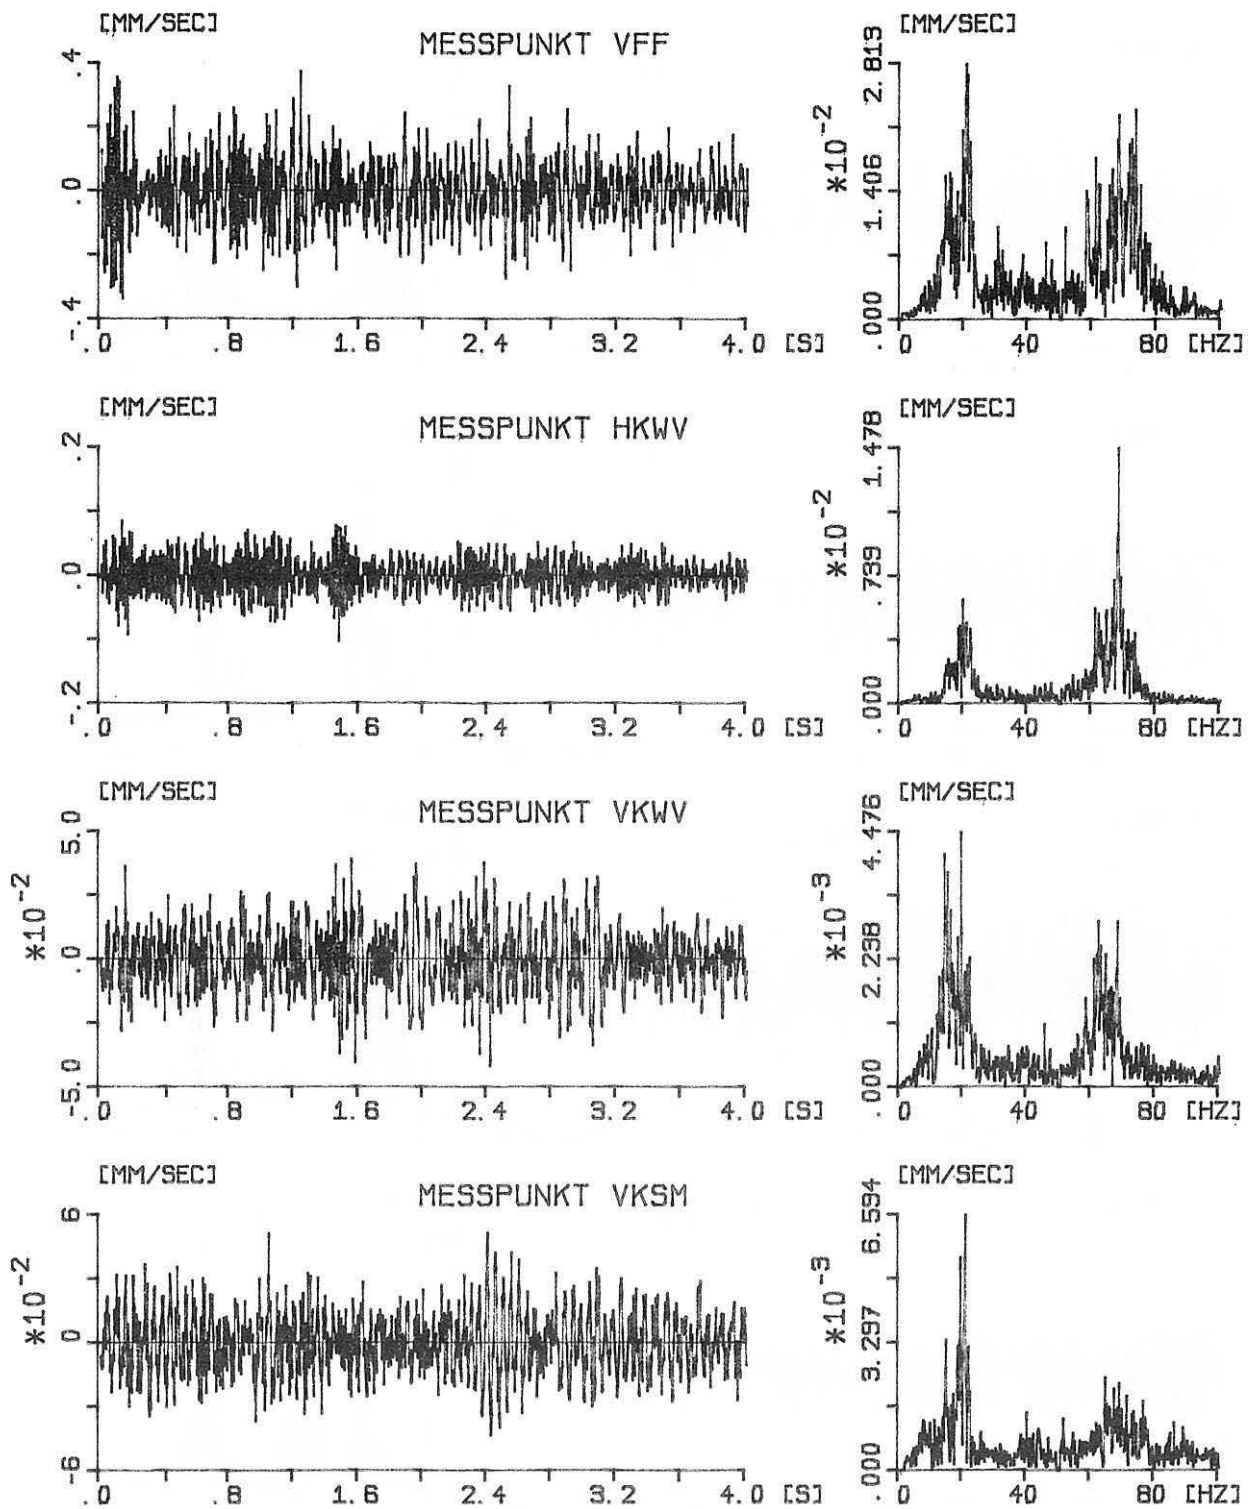 [MM/SEC]
MESSPUNKT VFF
.4
.0
-.4
-.0 .8 1.6 2.4 3.2 4.0 [S]
[MM/SEC]
*10-2
2.813
1.406
.000
0 40 80 [HZ]
[MM/SEC]
MESSPUNKT HKWV
.2
.0
-.2
.0 .8 1.6 2.4 3.2 4.0 [S]
[MM/SEC]
*10-2
1.478
.739
.000
0 40 80 [HZ]
[MM/SEC]
MESSPUNKT VKWV
*10-2
5.0
.0
-5.0
.0 .8 1.6 2.4 3.2 4.0 [S]
[MM/SEC]
*10-3
4.476
2.238
.000
0 40 80 [HZ]
[MM/SEC]
MESSPUNKT VKSM
*10-2
6
0
-6
.0 .8 1.6 2.4 3.2 4.0 [S]
[MM/SEC]
*10-3
6.594
3.297
.000
0 40 80 [HZ]